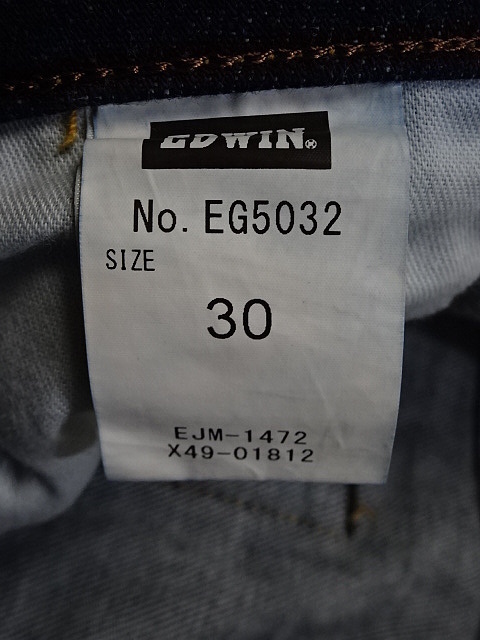 EDWIN®
No. EG5032
SIZE
30
EJM-1472
X49-01812